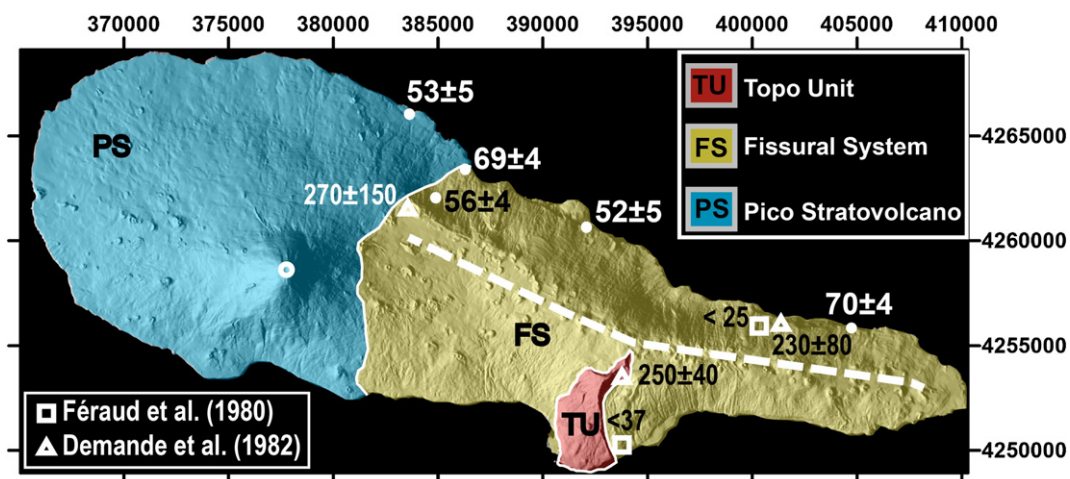 370000 375000 380000 385000 390000 395000 400000 405000 410000
TU Topo Unit
FS Fissural System
PS Pico Stratovolcano
53±5
PS
4265000
69±4
270±150
56±4
52±5
4260000
70±4
< 25
FS
230±80
4255000
250±40
TU
<37
4250000
Féraud et al. (1980)
Demande et al. (1982)